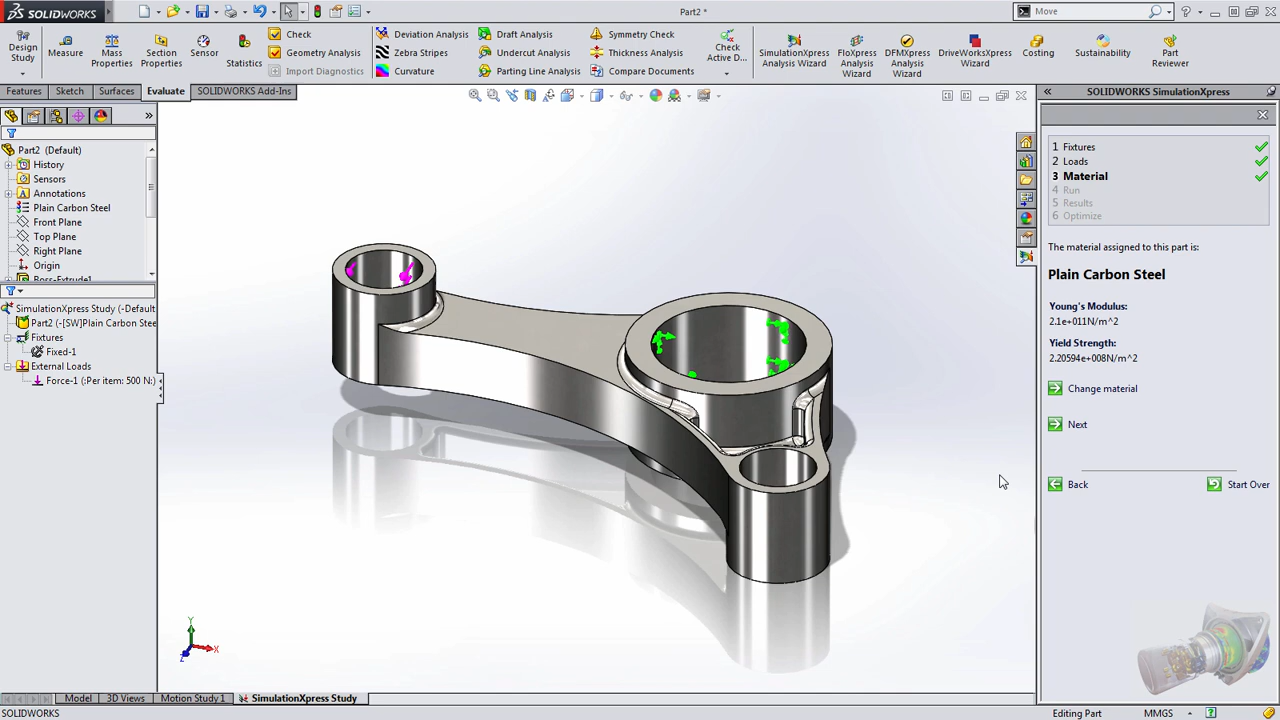 SOLIDWORKS
Part2 *
Move
Design Study
Measure
Mass Properties
Section Properties
Sensor
Statistics
Check
Geometry Analysis
Import Diagnostics
Deviation Analysis
Zebra Stripes
Curvature
Draft Analysis
Undercut Analysis
Parting Line Analysis
Symmetry Check
Thickness Analysis
Compare Documents
Check Active D...
SimulationXpress Analysis Wizard
FloXpress Analysis Wizard
DFMXpress Analysis Wizard
DriveWorksXpress Wizard
Costing
Sustainability
Part Reviewer
Features
Sketch
Surfaces
Evaluate
SOLIDWORKS Add-Ins
SOLIDWORKS SimulationXpress
Part2 (Default)
History
Sensors
Annotations
Plain Carbon Steel
Front Plane
Top Plane
Right Plane
Origin
Boss-Extrude1
SimulationXpress Study (-Default
Part2 (-[SW]Plain Carbon Stee
Fixtures
Fixed-1
External Loads
Force-1 (:Per item: 500 N:)
Y
X
Z
1 Fixtures
2 Loads
3 Material
4 Run
5 Results
6 Optimize
The material assigned to this part is:
Plain Carbon Steel
Young's Modulus:
2.1e+011N/m^2
Yield Strength:
2.20594e+008N/m^2
Change material
Next
Back
Start Over
Model
3D Views
Motion Study 1
SimulationXpress Study
SOLIDWORKS
Editing Part
MMGS